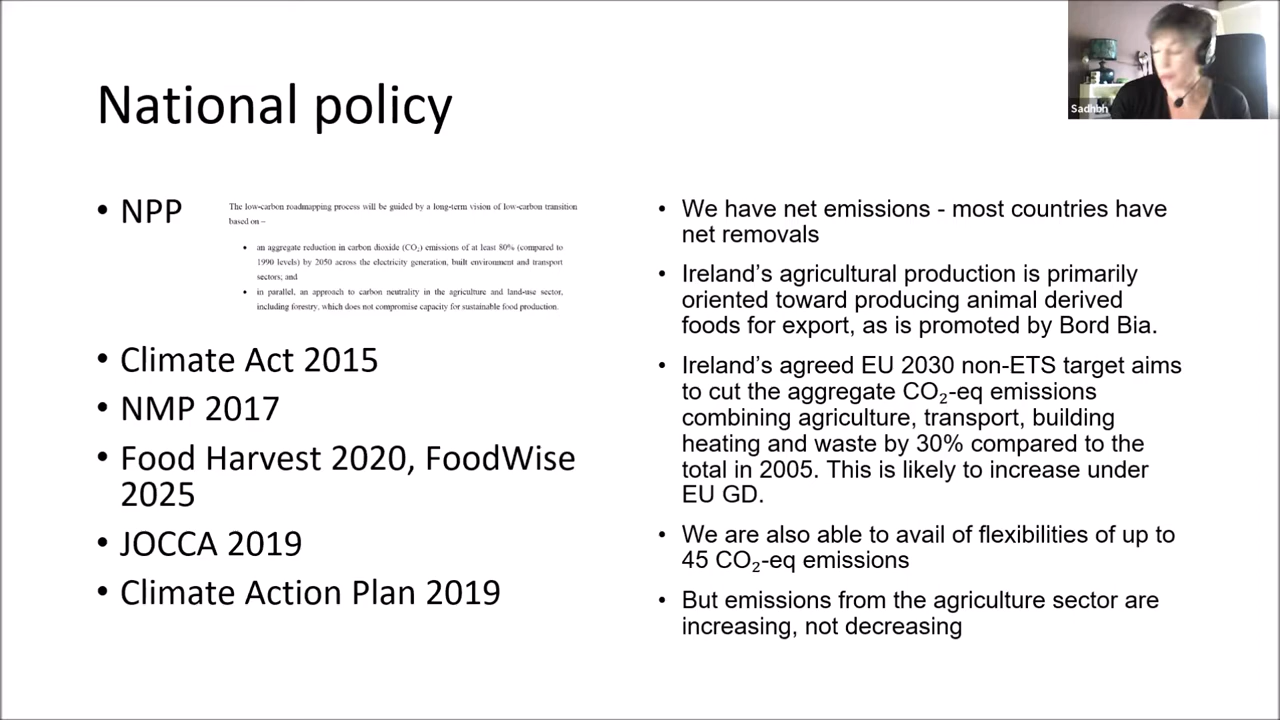 National policy
Sadhbh
• NPP
The low-carbon roadmapping process will be guided by a long-term vision of low-carbon transition
based on –
• an aggregate reduction in carbon dioxide (CO₂) emissions of at least 80% (compared to
1990 levels) by 2050 across the electricity generation, built environment and transport
sectors; and
• in parallel, an approach to carbon neutrality in the agriculture and land-use sector,
including forestry, which does not compromise capacity for sustainable food production.
• Climate Act 2015
• NMP 2017
• Food Harvest 2020, FoodWise
2025
• JOCCA 2019
• Climate Action Plan 2019
• We have net emissions - most countries have
net removals
• Ireland’s agricultural production is primarily
oriented toward producing animal derived
foods for export, as is promoted by Bord Bia.
• Ireland’s agreed EU 2030 non-ETS target aims
to cut the aggregate CO₂-eq emissions
combining agriculture, transport, building
heating and waste by 30% compared to the
total in 2005. This is likely to increase under
EU GD.
• We are also able to avail of flexibilities of up to
45 CO₂-eq emissions
• But emissions from the agriculture sector are
increasing, not decreasing